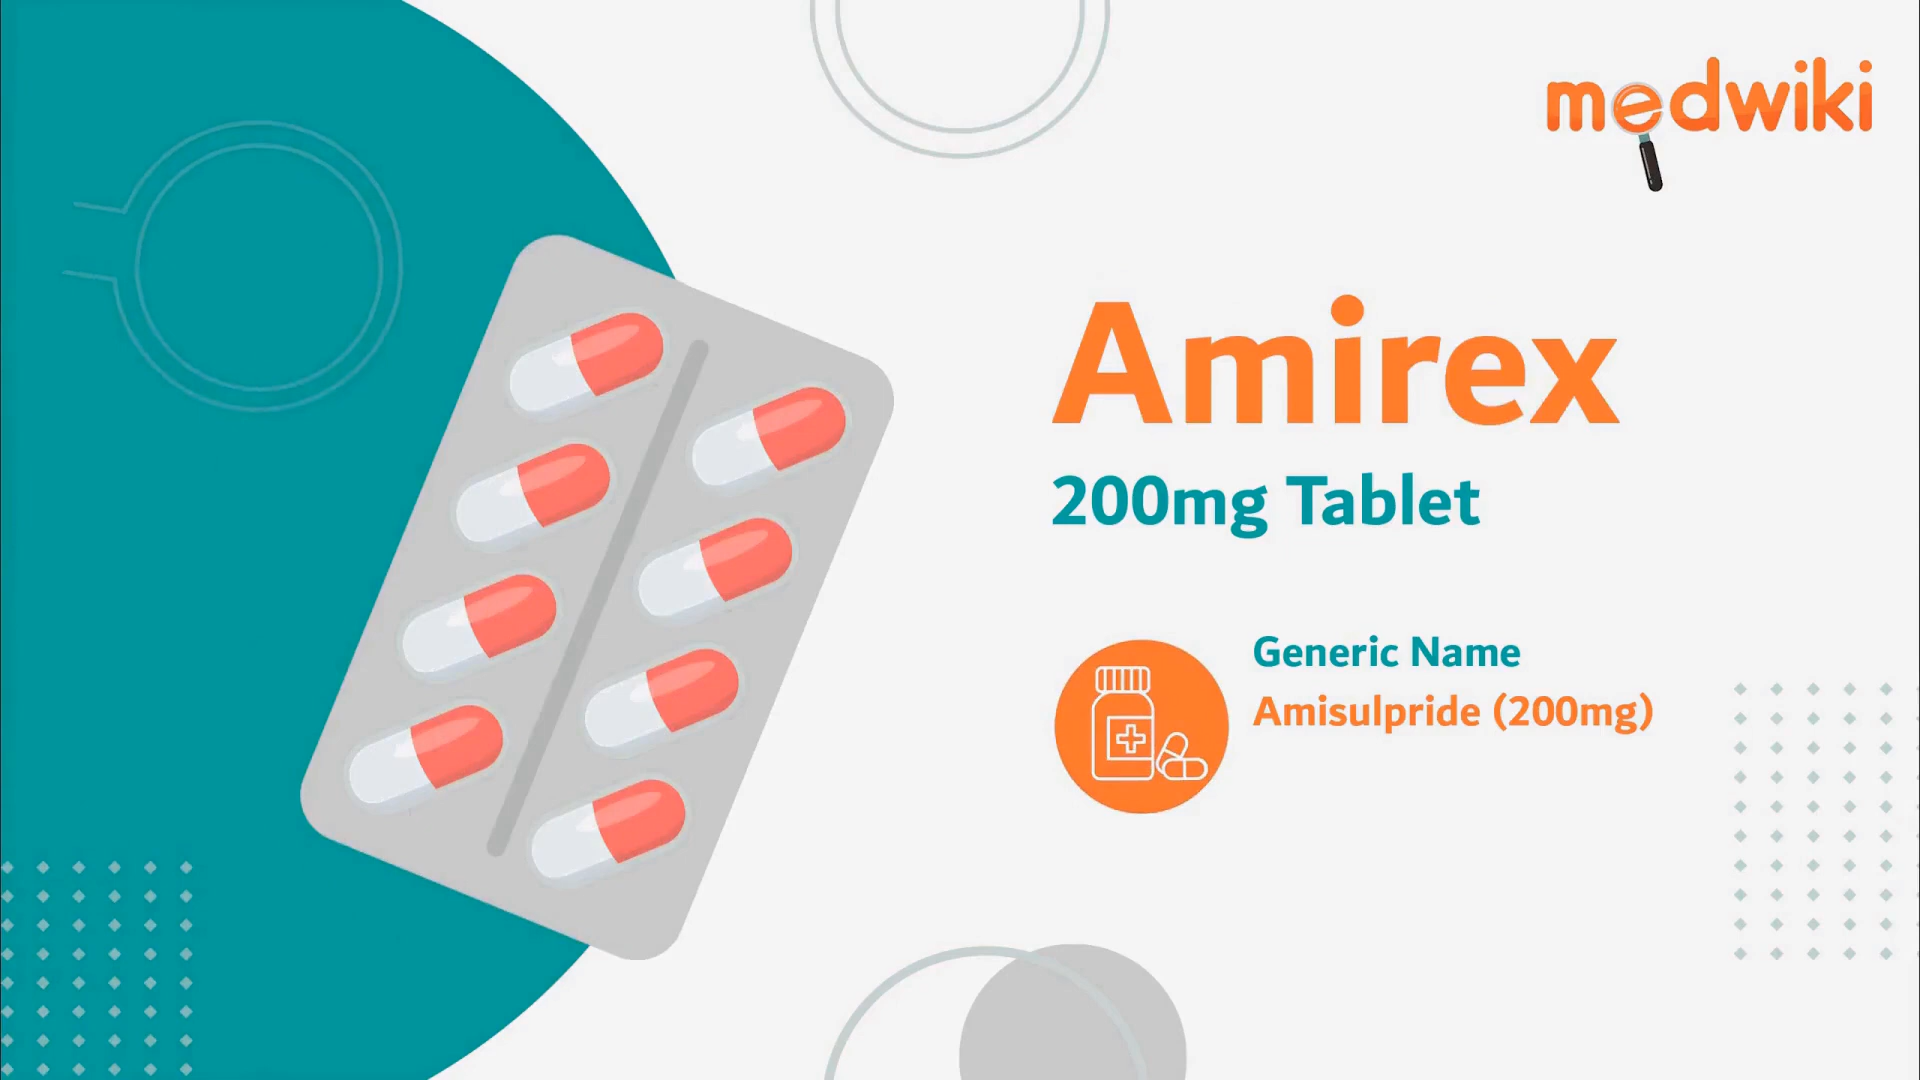 medwiki
Amirex
200mg Tablet
Generic Name
Amisulpride (200mg)